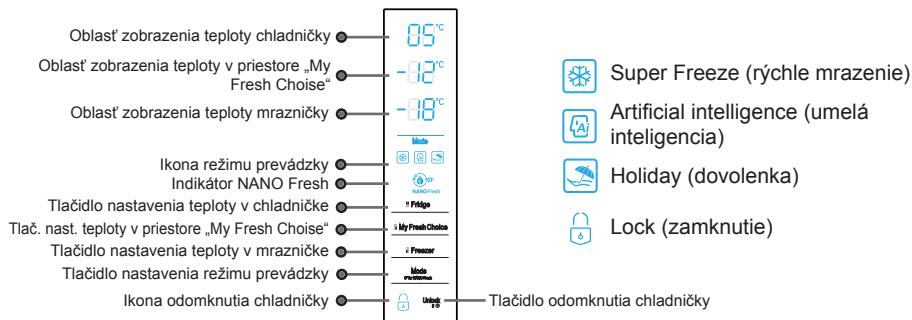 Oblasť zobrazenia teploty chladničky
Oblasť zobrazenia teploty v priestore „My
Fresh Choise“
Oblasť zobrazenia teploty mrazničky
Ikona režimu prevádzky
Indikátor NANO Fresh
Tlačidlo nastavenia teploty v chladničke
Tlač. nast. teploty v priestore „My Fresh Choise“
Tlačidlo nastavenia teploty v mrazničke
Tlačidlo nastavenia režimu prevádzky
Ikona odomknutia chladničky
05°C
-12°C
-18°C
Mode
NANO Fresh
Fridge
My Fresh Choice
Freezer
Mode
Unlock
Tlačidlo odomknutia chladničky
Super Freeze (rýchle mrazenie)
Ai
Artificial intelligence (umelá
inteligencia)
Holiday (dovolenka)
Lock (zamknutie)